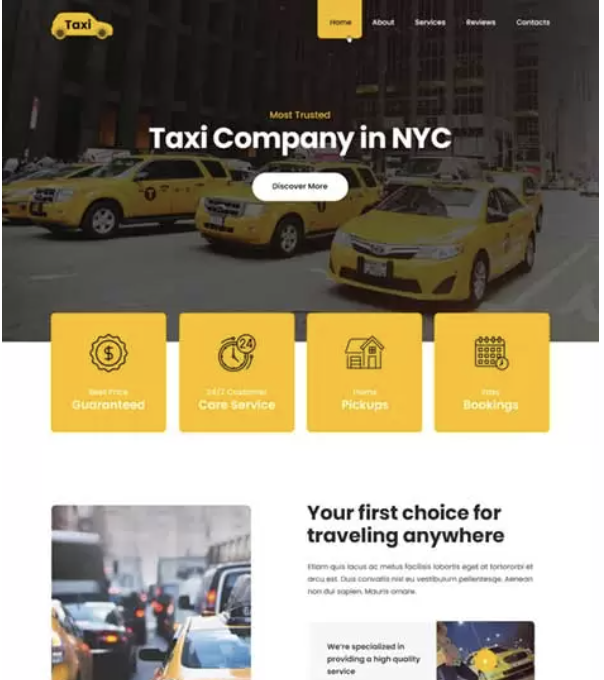 Taxi
Home About Services Reviews Contacts
Most Trusted
Taxi Company in NYC
Discover More
T
$
24
Best Price
Guaranteed
24/7 Customer
Care Service
Home
Pickups
Easy
Bookings
Your first choice for
traveling anywhere
Etiam quis lacus ac metus facilisis lobortis eget at tortororbi et
arcu est. Duis convallis nisl eu vestibulum pellentesqe. Aenean
non dui sapien. Mauris ornare.
We're specialized in
providing a high quality
service